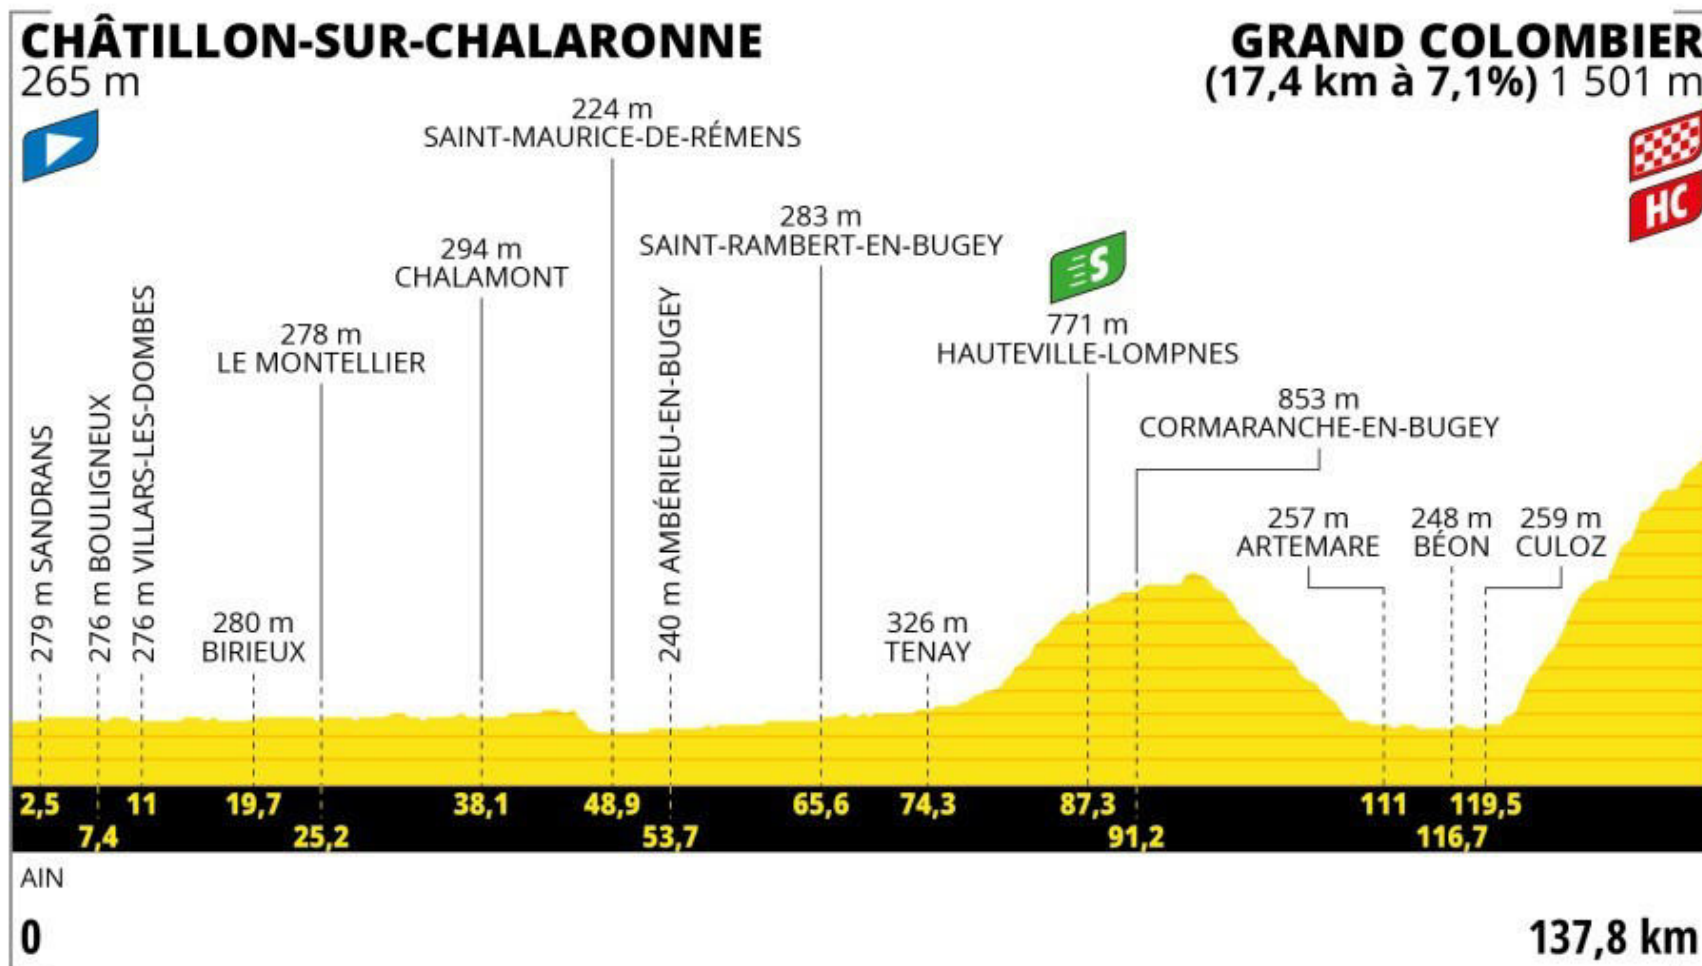 CHÂTILLON-SUR-CHALARONNE
265 m
GRAND COLOMBIER
(17,4 km à 7,1%) 1 501 m
HC
279 m SANDRANS
276 m BOULIGNEUX
276 m VILLARS-LES-DOMBES
280 m
BIRIEUX
278 m
LE MONTELLIER
294 m
CHALAMONT
224 m
SAINT-MAURICE-DE-RÉMENS
240 m AMBÉRIEU-EN-BUGEY
283 m
SAINT-RAMBERT-EN-BUGEY
326 m
TENAY
S
771 m
HAUTEVILLE-LOMPNES
853 m
CORMARANCHE-EN-BUGEY
257 m
ARTEMARE
248 m
BÉON
259 m
CULOZ
2,5 11 19,7 38,1 48,9 65,6 74,3 87,3 111 119,5
7,4 25,2 53,7 91,2 116,7
AIN
0 137,8 km